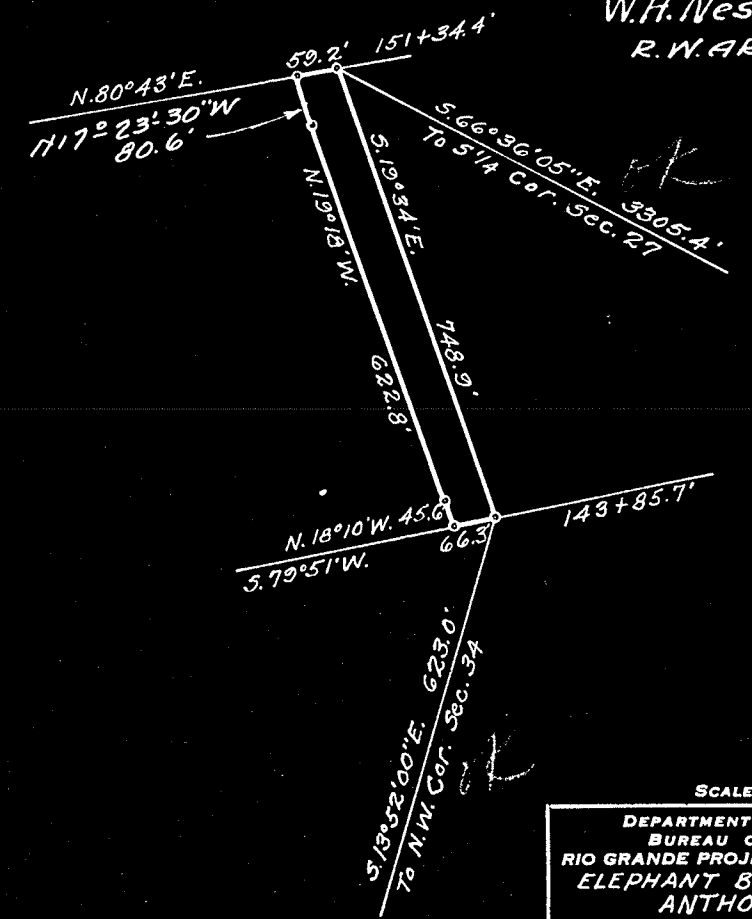 W.H. Nes
R.W. AR
59.2'
151+34.4'
N.80°43'E.
N17°-23'-30"W
80.6'
S.66°36'05"E. 3305.4'
To S1/4 Cor. Sec. 27
OK
S.19°34'E.
748.9'
N.19°18'W.
622.8'
N.18°10'W. 45.6'
S.79°51'W.
66.3'
143+85.7'
S.13°52'00"E. 623.0'
To N.W. Cor. Sec. 34
OK
SCALE
DEPARTMENT
BUREAU O
RIO GRANDE PROJ
ELEPHANT B
ANTHO